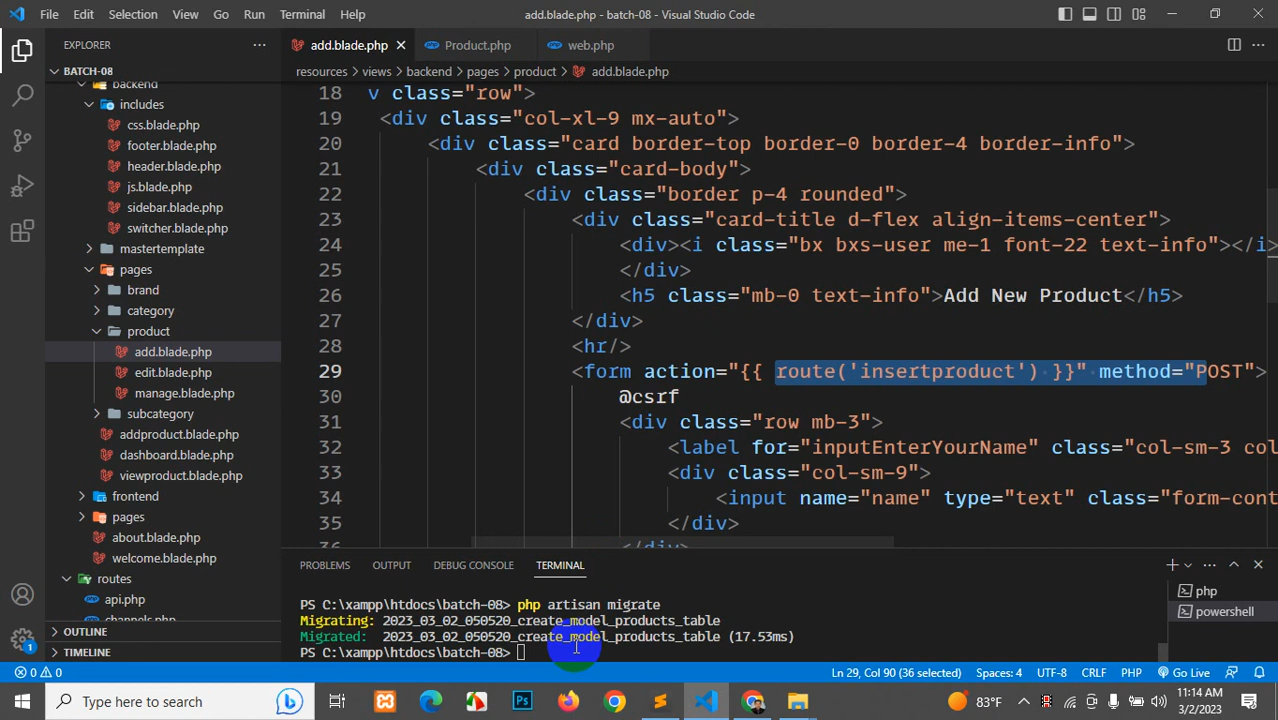 File Edit Selection View Go Run Terminal Help
add.blade.php - batch-08 - Visual Studio Code
EXPLORER
add.blade.php
Product.php
web.php
BATCH-08
resources > views > backend > pages > product > add.blade.php
backend
includes
css.blade.php
footer.blade.php
header.blade.php
js.blade.php
sidebar.blade.php
switcher.blade.php
mastertemplate
pages
brand
category
product
add.blade.php
edit.blade.php
manage.blade.php
subcategory
addproduct.blade.php
dashboard.blade.php
viewproduct.blade.php
frontend
pages
about.blade.php
welcome.blade.php
routes
api.php
channels.php
OUTLINE
TIMELINE
18 v class="row">
19 <div class="col-xl-9 mx-auto">
20 <div class="card border-top border-0 border-4 border-info">
21 <div class="card-body">
22 <div class="border p-4 rounded">
23 <div class="card-title d-flex align-items-center">
24 <div><i class="bx bxs-user me-1 font-22 text-info"></i>
25 </div>
26 <h5 class="mb-0 text-info">Add New Product</h5>
27 </div>
28 <hr/>
29 <form action="{{ route('insertproduct') }}" method="POST">
30 @csrf
31 <div class="row mb-3">
32 <label for="inputEnterYourName" class="col-sm-3 col
33 <div class="col-sm-9">
34 <input name="name" type="text" class="form-cont
35 </div>
36 </div>
PROBLEMS OUTPUT DEBUG CONSOLE TERMINAL
PS C:\xampp\htdocs\batch-08> php artisan migrate
Migrating: 2023_03_02_050520_create_model_products_table
Migrated: 2023_03_02_050520_create_model_products_table (17.53ms)
PS C:\xampp\htdocs\batch-08>
php
powershell
1
0 0
Ln 29, Col 90 (36 selected) Spaces: 4 UTF-8 CRLF PHP Go Live
Type here to search
Ps
83°F
11:14 AM
3/2/2023